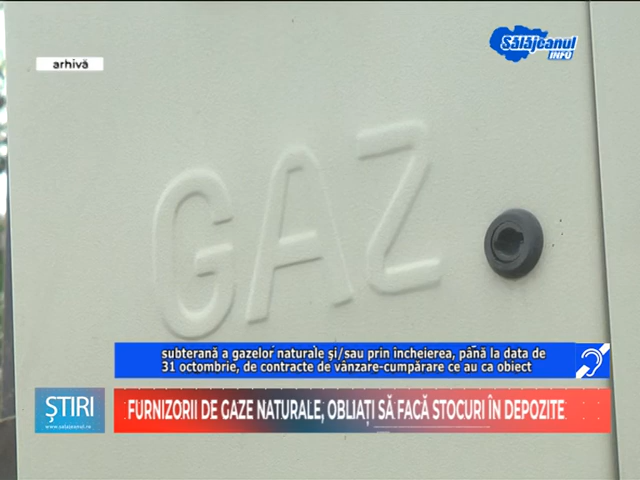 Sălăjeanul
INFO
arhivă
GAZ
subterană a gazelor naturale şi/sau prin încheierea, până la data de
31 octombrie, de contracte de vânzare-cumpărare ce au ca obiect
ŞTIRI
www.salajeanul.ro
FURNIZORII DE GAZE NATURALE, OBLIAȚI SĂ FACĂ STOCURI ÎN DEPOZITE